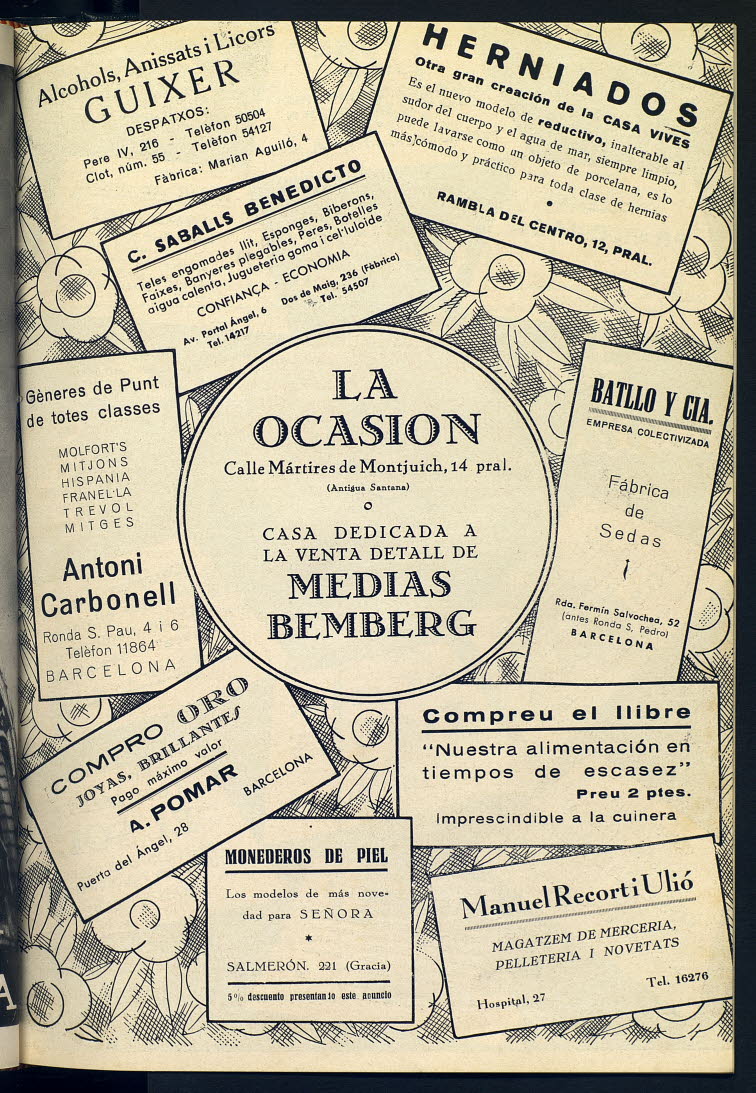 Alcohols, Anissats i Licors
GUIXER
DESPATXOS:
Pere IV, 216 - Telèfon 50504
Clot, núm. 55 - Telèfon 54127
Fàbrica: Marian Aguiló, 4
HERNIADOS
Otra gran creación de la CASA VIVES
Es el nuevo modelo de reductivo, inalterable al
sudor del cuerpo y el agua de mar, siempre limpio,
puede lavarse como un objeto de porcelana, es lo
más cómodo y práctico para toda clase de hernias
RAMBLA DEL CENTRO, 12, PRAL.
C. SABALLS BENEDICTO
Teles engomades llit, Esponges, Biberons,
Faixes, Banyeres plegables, Peres, Botelles
aigua calenta, Jugueteria goma i cel·luloide
CONFIANÇA - ECONOMIA
Av. Portal Ángel, 6 Dos de Maig, 236 (Fàbrica)
Tel. 14217 Tel. 54507
Gèneres de Punt
de totes classes
MOLFORT'S
MITJONS
HISPANIA
FRANEL·LA
TREVOL
MITGES
Antoni
Carbonell
Ronda S. Pau, 4 i 6
Telèfon 11864
BARCELONA
LA
OCASION
Calle Mártires de Montjuich, 14 pral.
(Antigua Santana)
CASA DEDICADA A
LA VENTA DETALL DE
MEDIAS
BEMBERG
BATLLO Y CIA.
EMPRESA COLECTIVIZADA
Fábrica
de
Sedas
Rda. Fermín Salvochea, 52
(antes Ronda S. Pedro)
BARCELONA
COMPRO ORO
JOYAS, BRILLANTES
Pago máximo valor
A. POMAR
Puerta del Ángel, 28 BARCELONA
Compreu el llibre
"Nuestra alimentación en
tiempos de escasez"
Preu 2 ptes.
Imprescindible a la cuinera
MONEDEROS DE PIEL
Los modelos de más nove-
dad para SEÑORA
SALMERÓN. 221 (Gracia)
5% descuento presentando este anuncio
Manuel Recort i Ulió
MAGATZEM DE MERCERIA,
PELLETERIA I NOVETATS
Hospital, 27 Tel. 16276
A